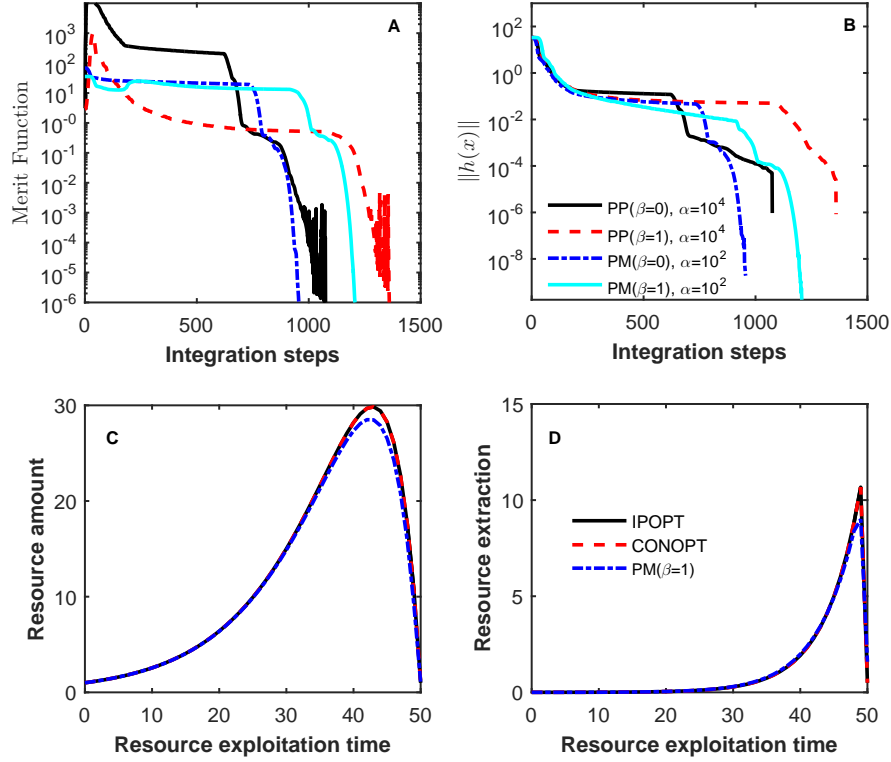 A
Merit Function
10^3
10^2
10^1
10^-0
10^-1
10^-2
10^-3
10^-4
10^-5
10^-6
0
500
1000
1500
Integration steps
B
||h(x)||
10^2
10^-0
10^-2
10^-4
10^-6
10^-8
PP(β=0), α=10^4
PP(β=1), α=10^4
PM(β=0), α=10^2
PM(β=1), α=10^2
0
500
1000
1500
Integration steps
C
Resource amount
30
20
10
0
0
10
20
30
40
50
Resource exploitation time
D
Resource extraction
15
10
5
0
IPOPT
CONOPT
PM(β=1)
0
10
20
30
40
50
Resource exploitation time